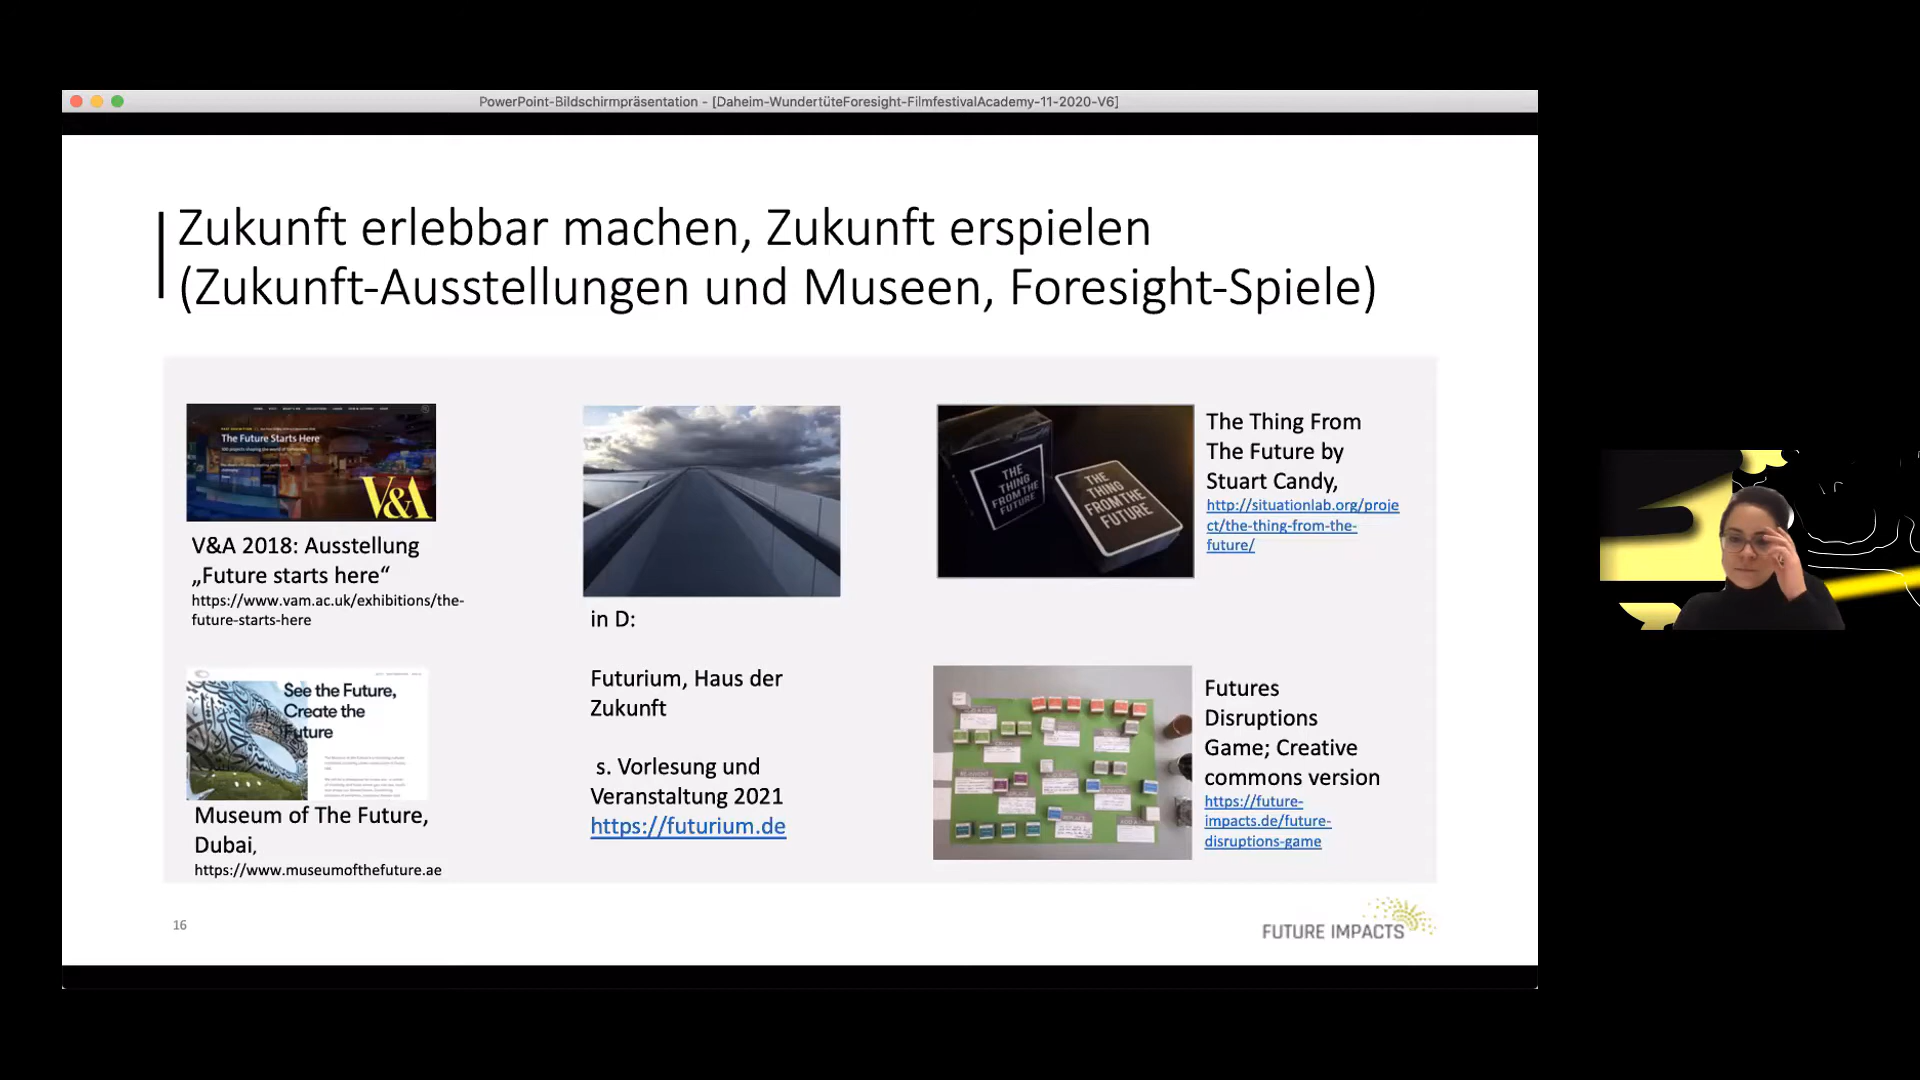 PowerPoint-Bildschirmpräsentation - [Daheim-WundertüteForesight-FilmfestivalAcademy-11-2020-V6]
Zukunft erlebbar machen, Zukunft erspielen
(Zukunft-Ausstellungen und Museen, Foresight-Spiele)
The Future Starts Here
V&A
V&A 2018: Ausstellung
„Future starts here“
https://www.vam.ac.uk/exhibitions/the-
future-starts-here
See the Future,
Create the
Future
Museum of The Future,
Dubai,
https://www.museumofthefuture.ae
in D:
Futurium, Haus der
Zukunft
s. Vorlesung und
Veranstaltung 2021
https://futurium.de
THE
THING
FROM THE
FUTURE
THE
THING
FROM THE
FUTURE
The Thing From
The Future by
Stuart Candy,
http://situationlab.org/proje
ct/the-thing-from-the-
future/
Futures
Disruptions
Game; Creative
commons version
https://future-
impacts.de/future-
disruptions-game
16
FUTURE IMPACTS